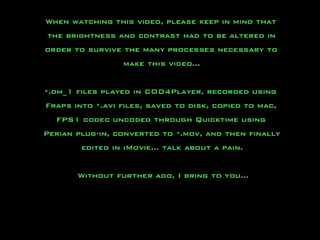 When watching this video, please keep in mind that
the brightness and contrast had to be altered in
order to survive the many processes necessary to
make this video...
*.dm_1 files played in COD4Player, recorded using
Fraps into *.avi files, saved to disk, copied to mac,
FPS1 codec uncoded through Quicktime using
Perian plug-in, converted to *.mov, and then finally
edited in iMovie... talk about a pain.
Without further ado, I bring to you...